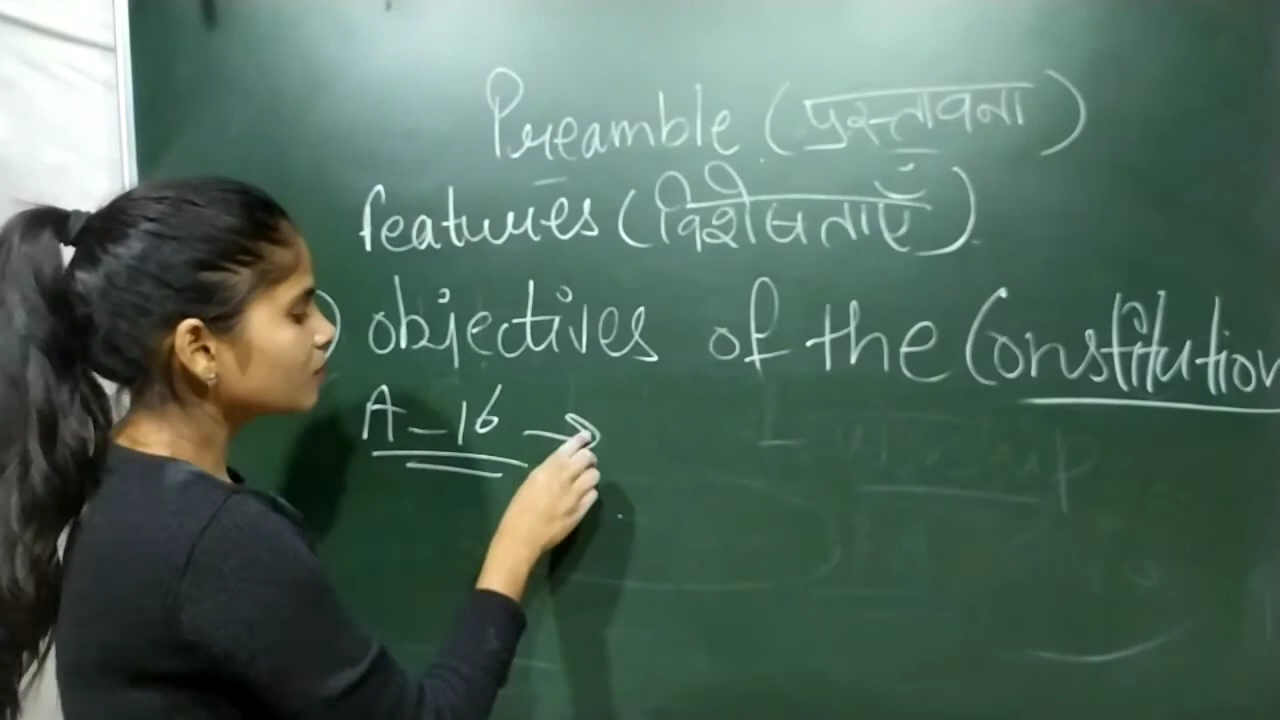 Preamble (प्रस्तावना)
features (विशेषताएँ)
) objectives of the Constitution
A-16 →